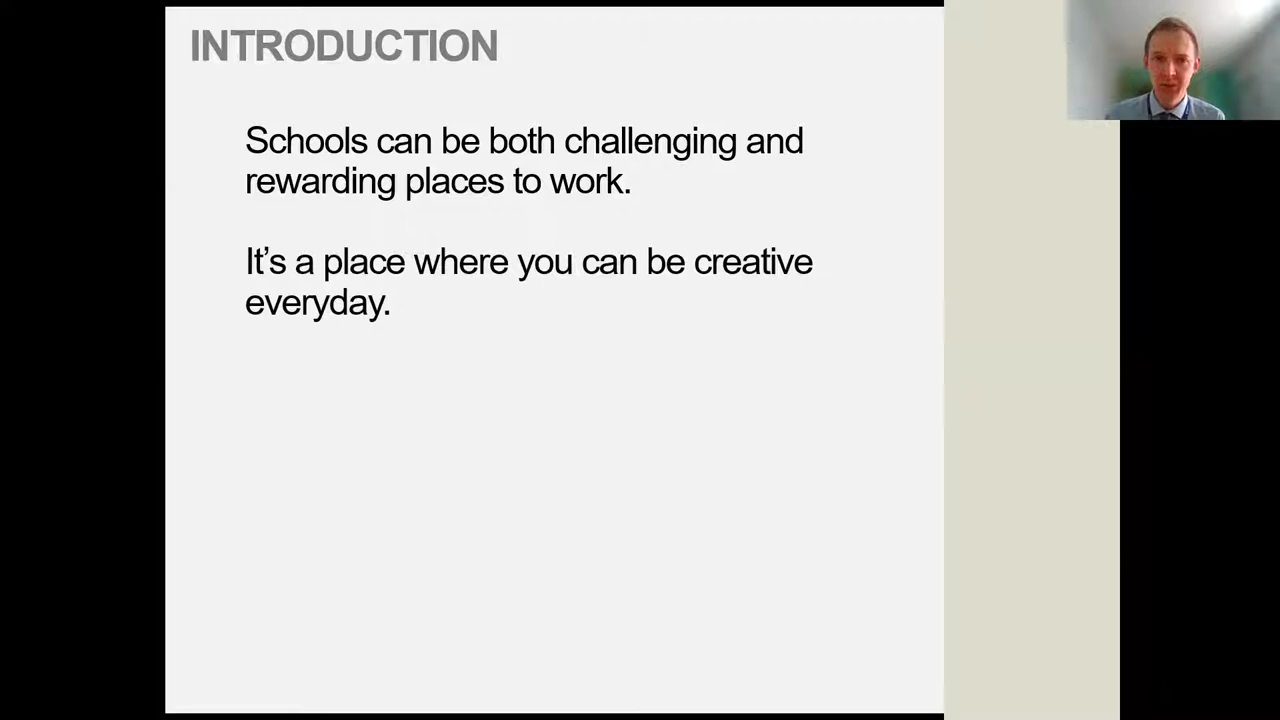 INTRODUCTION
Schools can be both challenging and
rewarding places to work.
It’s a place where you can be creative
everyday.